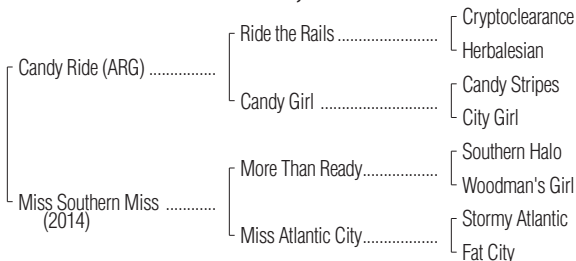 Cryptoclearance
Ride the Rails ......................
Herbalesian
Candy Ride (ARG) ...............
Candy Stripes
Candy Girl .........................
City Girl
Southern Halo
More Than Ready.................
Woodman's Girl
Miss Southern Miss ............
(2014)
Stormy Atlantic
Miss Atlantic City.................
Fat City